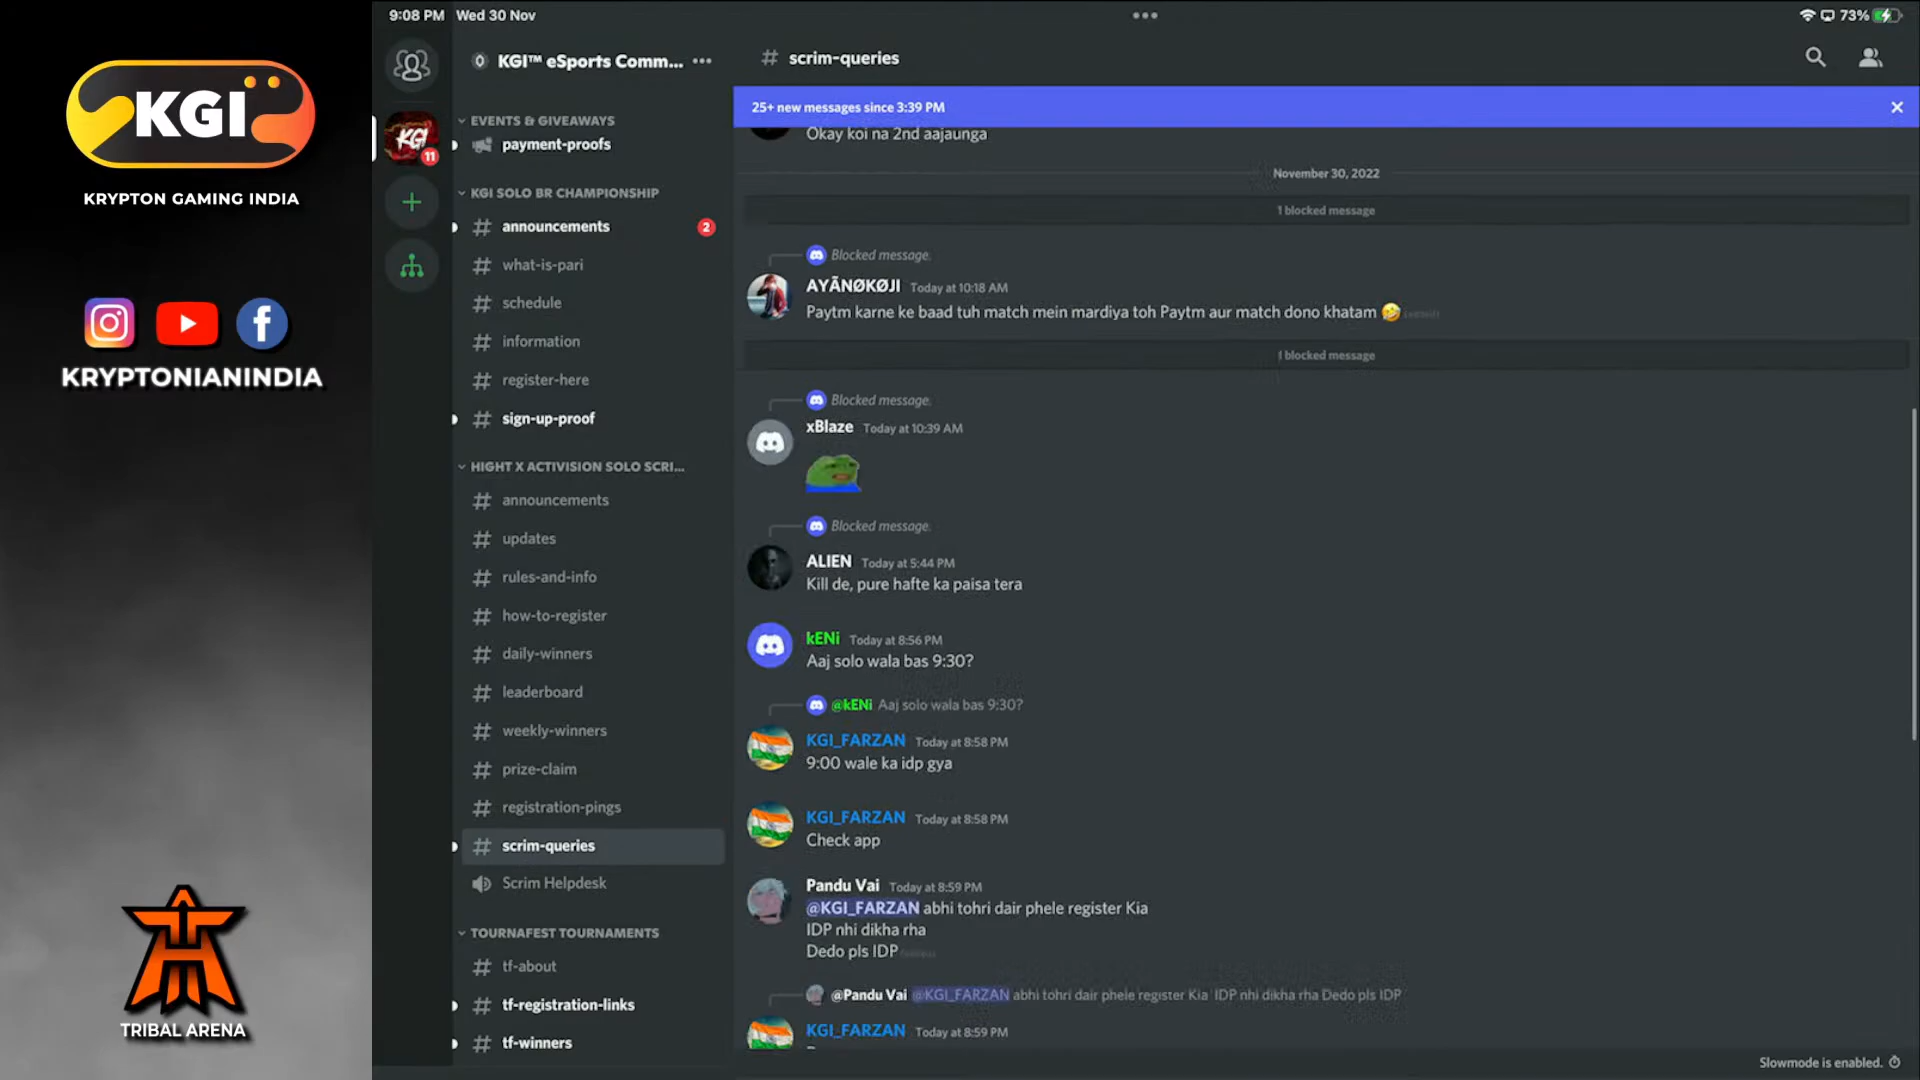 KGI
KRYPTON GAMING INDIA
KRYPTONIANINDIA
TRIBAL ARENA
9:08 PM Wed 30 Nov
73%
KGI
11
KGI™ eSports Comm...
EVENTS & GIVEAWAYS
payment-proofs
KGI SOLO BR CHAMPIONSHIP
# announcements 2
# what-is-pari
# schedule
# information
# register-here
# sign-up-proof
HIGHT X ACTIVISION SOLO SCRI...
# announcements
# updates
# rules-and-info
# how-to-register
# daily-winners
# leaderboard
# weekly-winners
# prize-claim
# registration-pings
# scrim-queries
Scrim Helpdesk
TOURNAFEST TOURNAMENTS
# tf-about
# tf-registration-links
# tf-winners
# scrim-queries
25+ new messages since 3:39 PM
Okay koi na 2nd aajaunga
November 30, 2022
1 blocked message
Blocked message.
AYĀNØKØJI Today at 10:18 AM
Paytm karne ke baad tuh match mein mardiya toh Paytm aur match dono khatam 🤣
1 blocked message
Blocked message.
xBlaze Today at 10:39 AM
Blocked message.
ALIEN Today at 5:44 PM
Kill de, pure hafte ka paisa tera
kENi Today at 8:56 PM
Aaj solo wala bas 9:30?
@kENi Aaj solo wala bas 9:30?
KGI_FARZAN Today at 8:58 PM
9:00 wale ka idp gya
KGI_FARZAN Today at 8:58 PM
Check app
Pandu Vai Today at 8:59 PM
@KGI_FARZAN abhi tohri dair phele register Kia
IDP nhi dikha rha
Dedo pls IDP
@Pandu Vai @KGI_FARZAN abhi tohri dair phele register Kia IDP nhi dikha rha Dedo pls IDP
KGI_FARZAN Today at 8:59 PM
Slowmode is enabled.